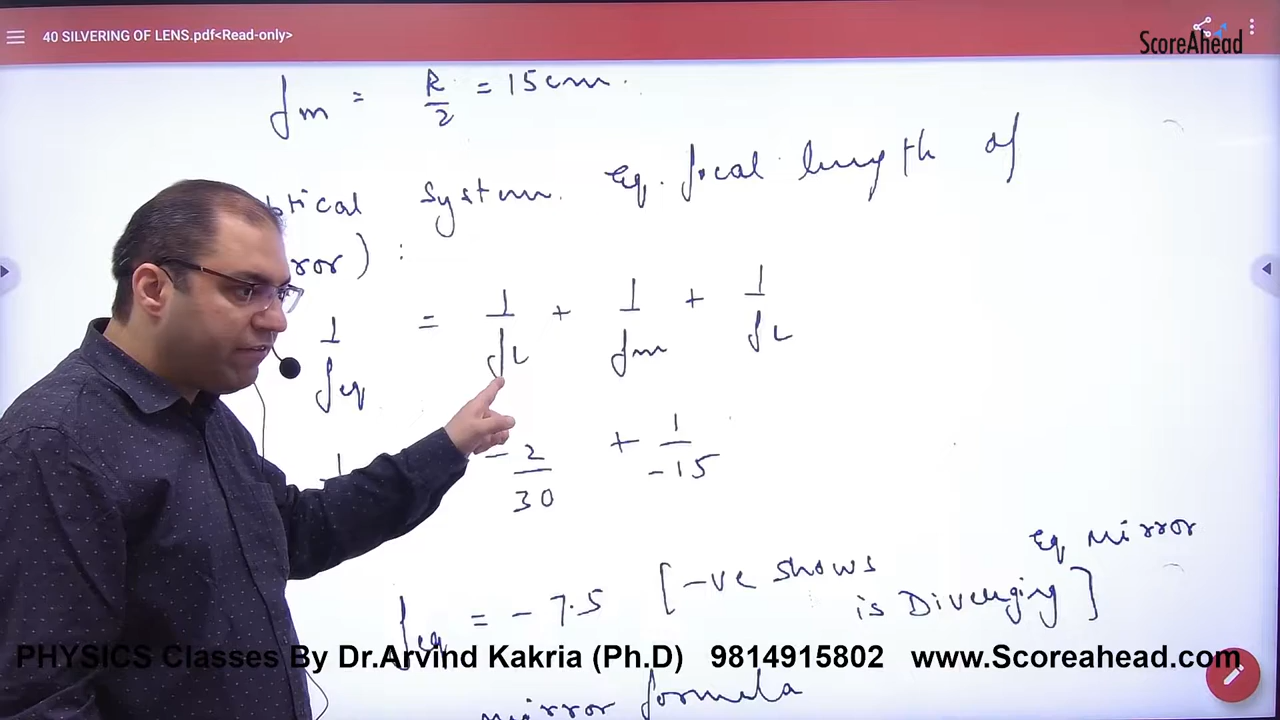 40 SILVERING OF LENS.pdf<Read-only>
ScoreAhead
fm = R/2 = 15cm.
ptical System. Eq. focal length of
ror) :
1/feq = 1/fL + 1/fm + 1/fL
- 2/30 + 1/-15
feq = - 7.5 [-ve shows Eq mirror
is Diverging]
PHYSICS Classes By Dr.Arvind Kakria (Ph.D) 9814915802 www.Scoreahead.com
mirror formula